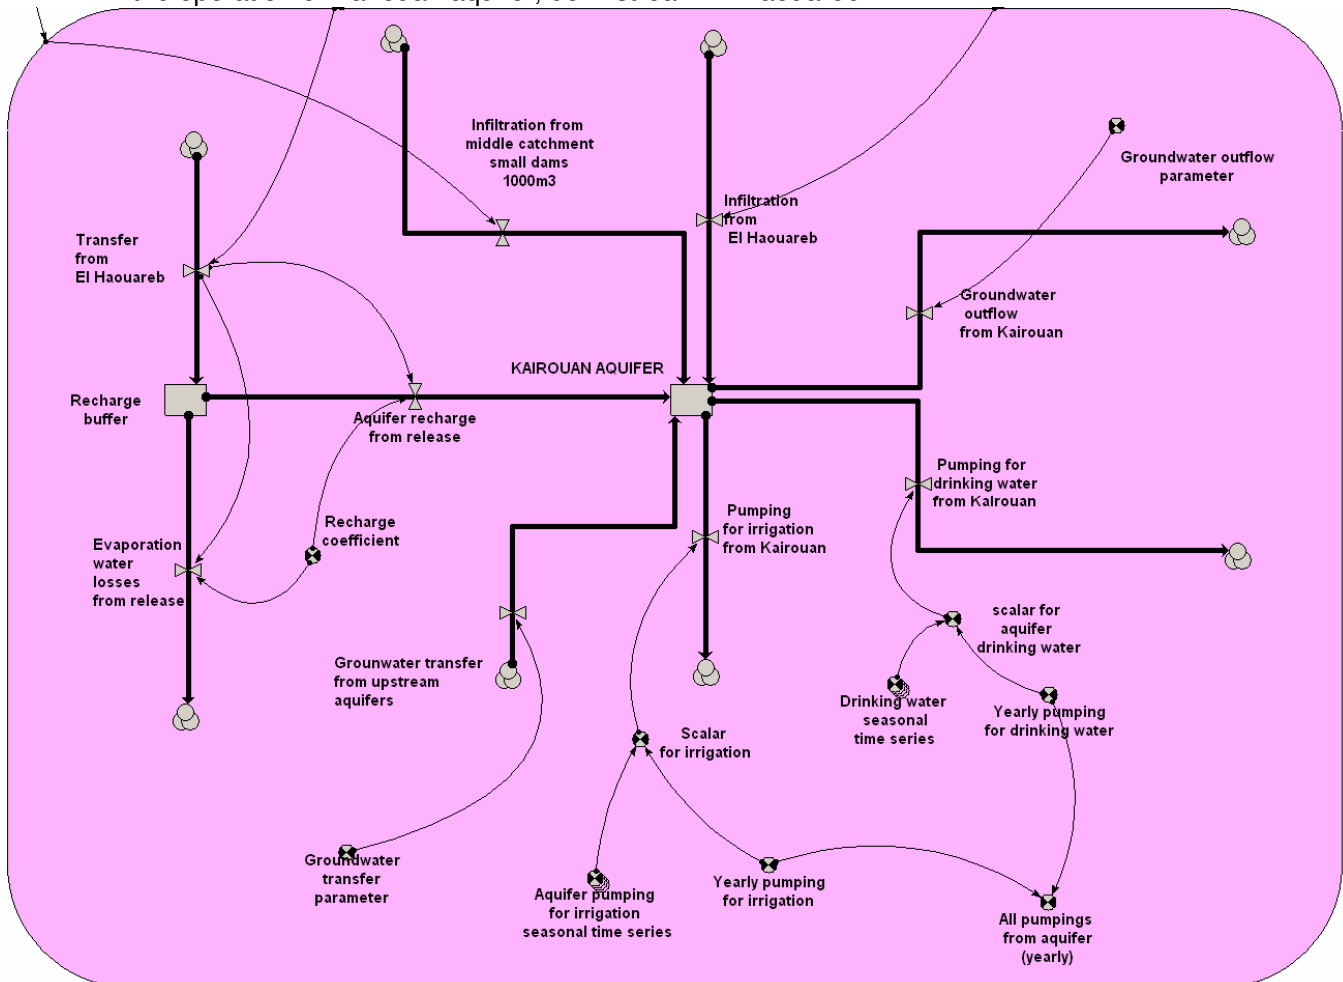 Infiltration from
middle catchment
small dams
1000m3
Groundwater outflow
parameter
Infiltration
from
El Haouareb
Transfer
from
El Haouareb
Groundwater
outflow
from Kairouan
KAIROUAN AQUIFER
Recharge
buffer
Aquifer recharge
from release
Pumping for
drinking water
from KaIrouan
Pumping
for irrigation
from Kairouan
Recharge
coefficient
Evaporation
water
losses
from release
scalar for
aquifer
drinking water
Grounwater transfer
from upstream
aquifers
Drinking water
seasonal
time series
Yearly pumping
for drinking water
Scalar
for irrigation
Groundwater
transfer
parameter
Aquifer pumping
for irrigation
seasonal time series
Yearly pumping
for irrigation
All pumpings
from aquifer
(yearly)